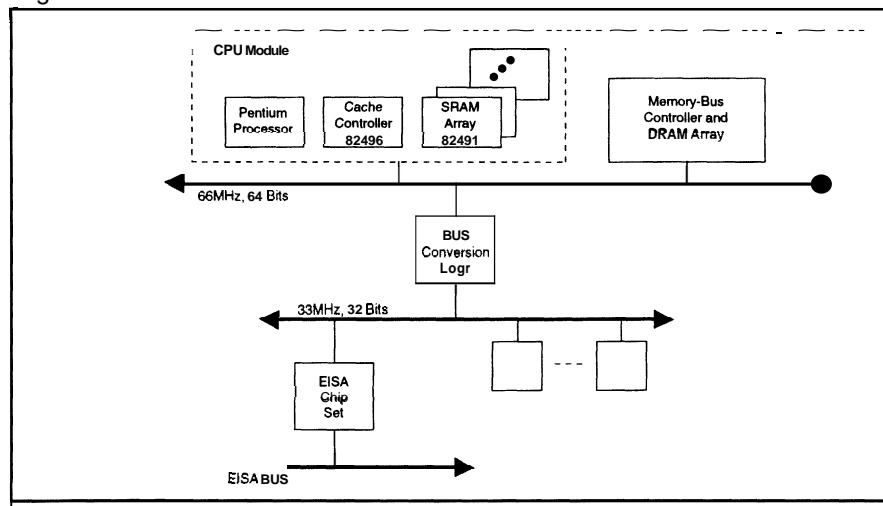 CPU Module
Pentium
Processor
Cache
Controller
82496
SRAM
Array
82491
Memory-Bus
Controller and
DRAM Array
66MHz, 64 Bits
BUS
Conversion
Logr
33MHz, 32 Bits
EISA
Chip
Set
EISA BUS